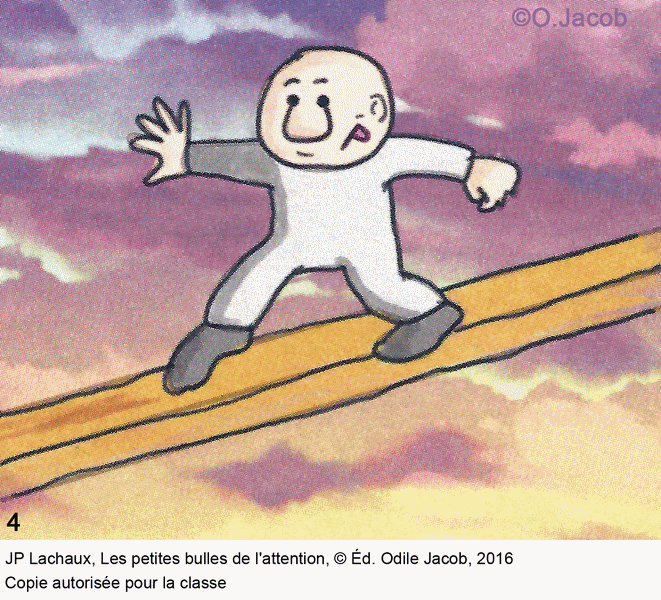 ©O.Jacob
4
JP Lachaux, Les petites bulles de l'attention, © Éd. Odile Jacob, 2016
Copie autorisée pour la classe